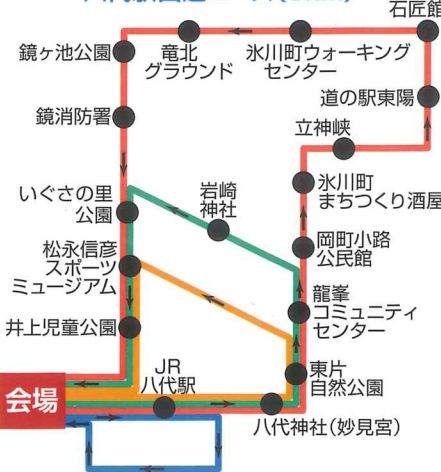 石匠館
鏡ヶ池公園
竜北
グラウンド
氷川町ウォーキング
センター
道の駅東陽
鏡消防署
立神峡
氷川町
まちつくり酒屋
いぐさの里
公園
岩崎
神社
岡町小路
公民館
松永信彦
スポーツ
ミュージアム
龍峯
コミュニティ
センター
井上児童公園
JR
八代駅
東片
自然公園
会場
八代神社(妙見宮)